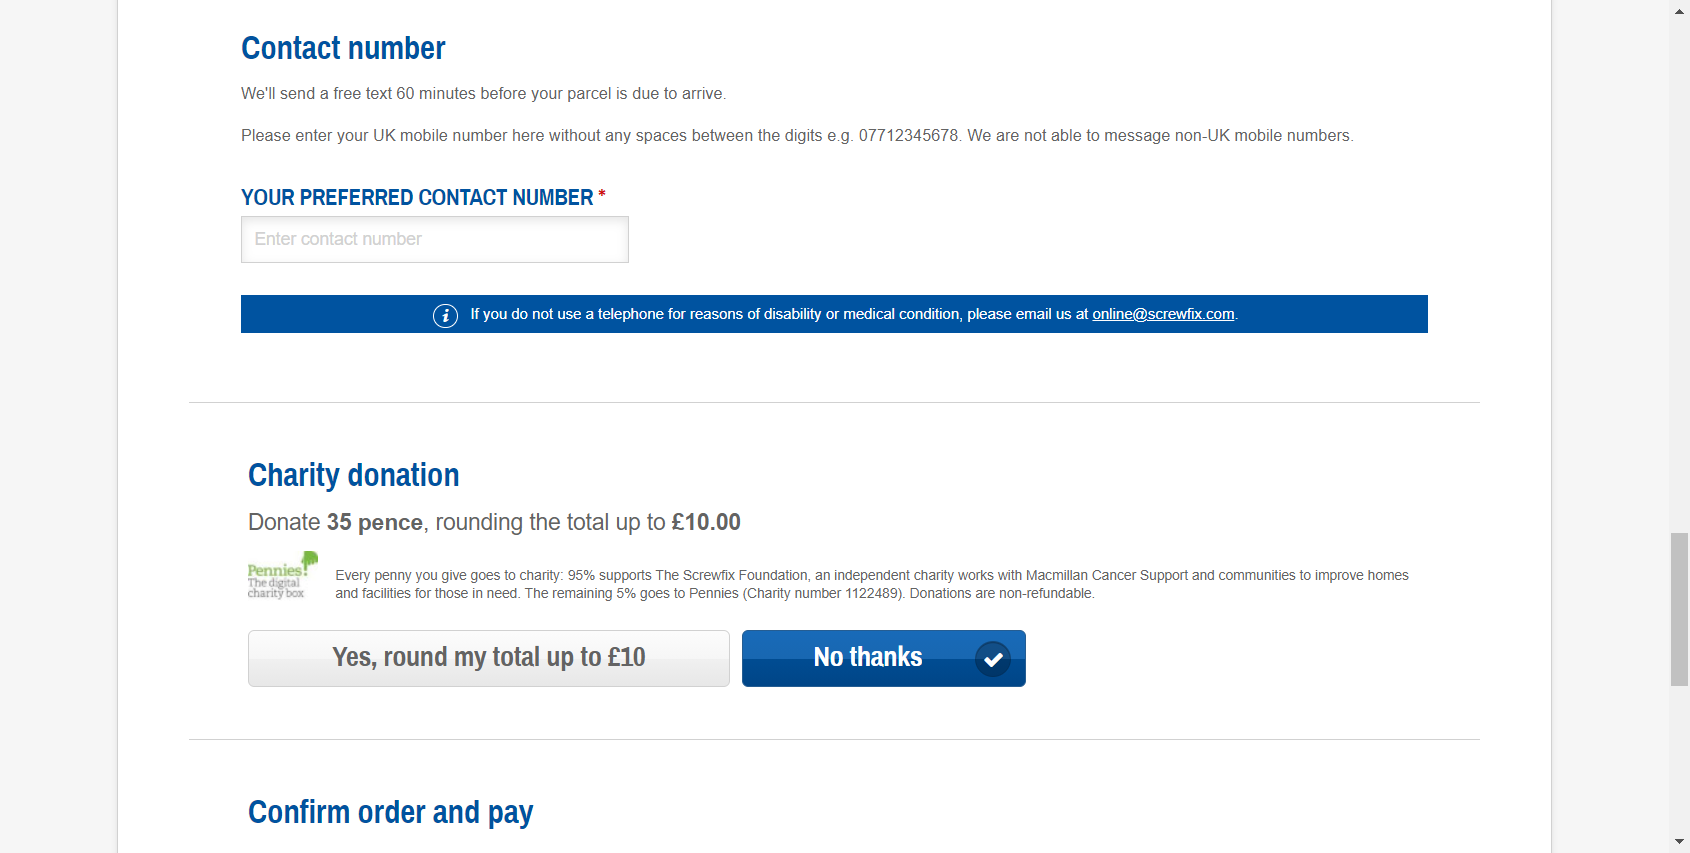 Contact number
We'll send a free text 60 minutes before your parcel is due to arrive.
Please enter your UK mobile number here without any spaces between the digits e.g. 07712345678. We are not able to message non-UK mobile numbers.
YOUR PREFERRED CONTACT NUMBER *
Enter contact number
i If you do not use a telephone for reasons of disability or medical condition, please email us at online@screwfix.com.
Charity donation
Donate 35 pence, rounding the total up to £10.00
Pennies!
The digital
charity box
Every penny you give goes to charity: 95% supports The Screwfix Foundation, an independent charity works with Macmillan Cancer Support and communities to improve homes
and facilities for those in need. The remaining 5% goes to Pennies (Charity number 1122489). Donations are non-refundable.
Yes, round my total up to £10
No thanks
Confirm order and pay